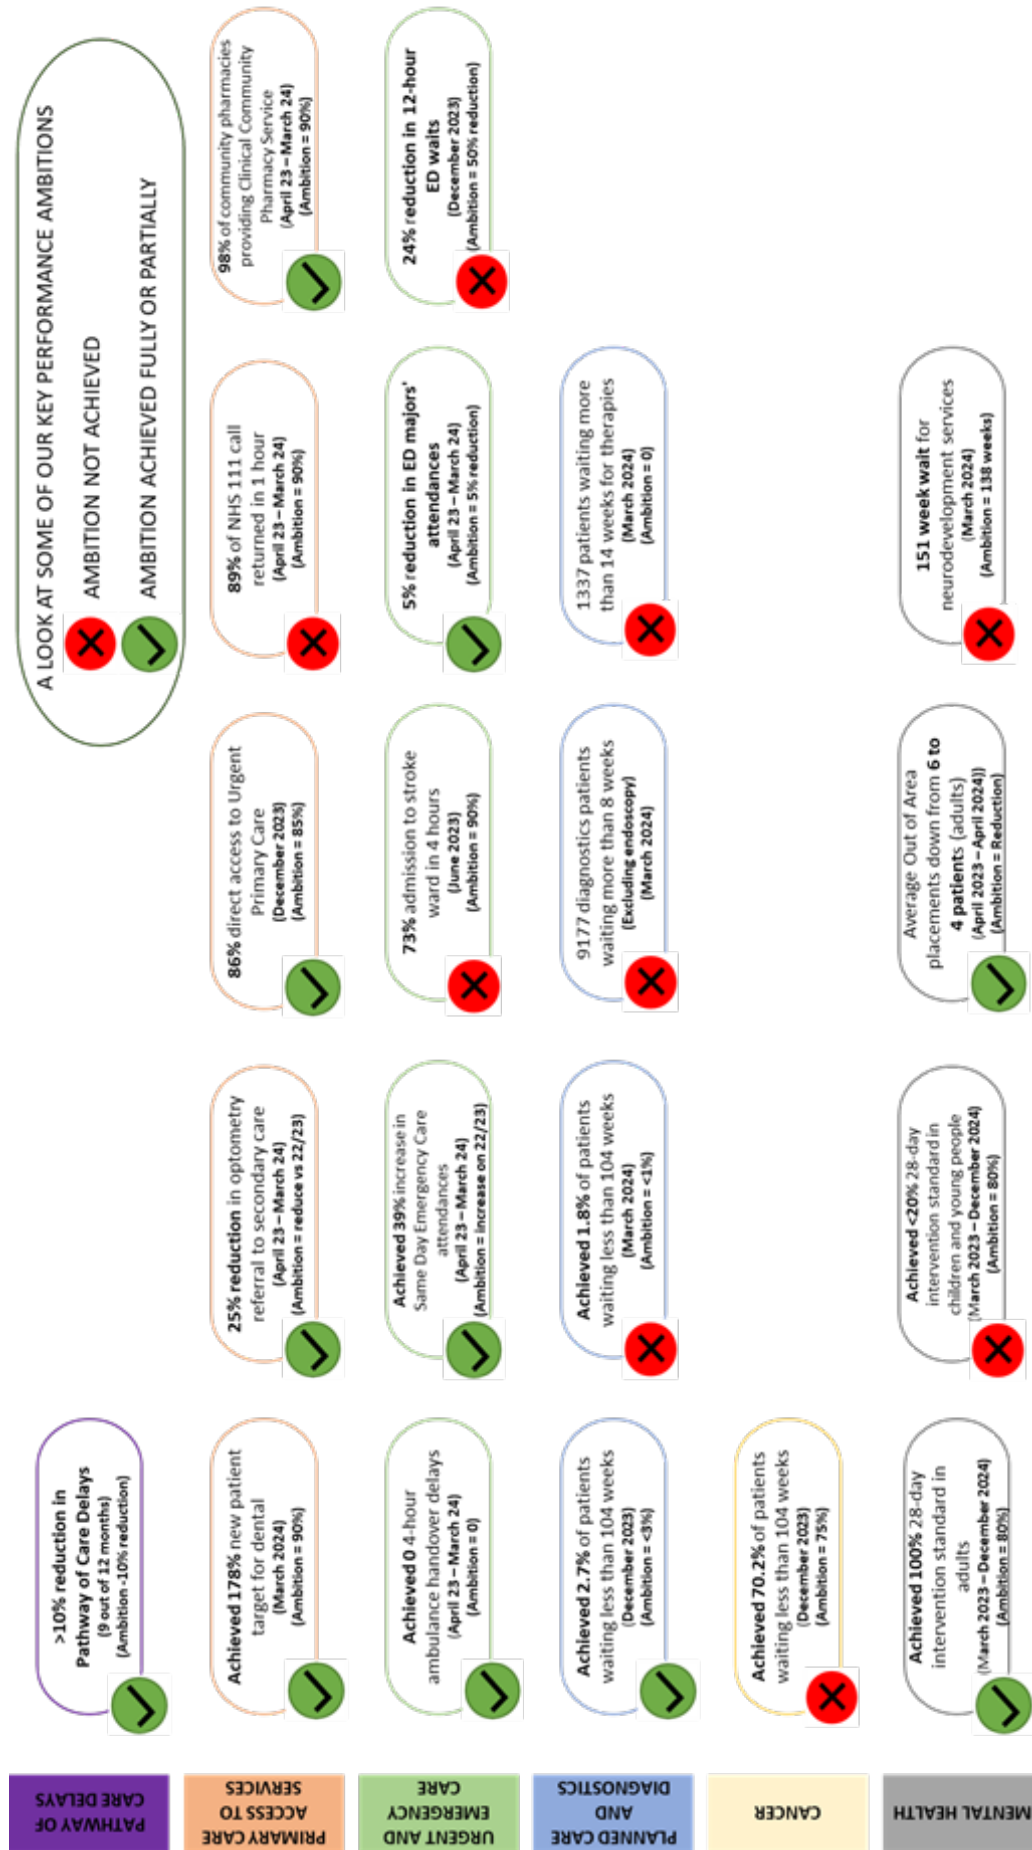 A LOOK AT SOME OF OUR KEY PERFORMANCE AMBITIONS
AMBITION NOT ACHIEVED
AMBITION ACHIEVED FULLY OR PARTIALLY
PATHWAY OF
CARE DELAYS
>10% reduction in
Pathway of Care Delays
(9 out of 12 months)
(Ambition -10% reduction)
PRIMARY CARE
ACCESS TO
SERVICES
Achieved 178% new patient
target for dental
(March 2024)
(Ambition = 90%)
25% reduction in optometry
referral to secondary care
(April 23 – March 24)
(Ambition = reduce vs 22/23)
86% direct access to Urgent
Primary Care
(December 2023)
(Ambition = 85%)
89% of NHS 111 call
returned in 1 hour
(April 23 – March 24)
(Ambition = 90%)
98% of community pharmacies
providing Clinical Community
Pharmacy Service
(April 23 – March 24)
(Ambition = 90%)
URGENT AND
EMERGENCY
CARE
Achieved 0 4-hour
ambulance handover delays
(April 23 – March 24)
(Ambition = 0)
Achieved 39% increase in
Same Day Emergency Care
attendances
(April 23 – March 24)
(Ambition = increase on 22/23)
73% admission to stroke
ward in 4 hours
(June 2023)
(Ambition = 90%)
5% reduction in ED majors'
attendances
(April 23 – March 24)
(Ambition = 5% reduction)
24% reduction in 12-hour
ED waits
(December 2023)
(Ambition = 50% reduction)
PLANNED CARE
AND
DIAGNOSTICS
Achieved 2.7% of patients
waiting less than 104 weeks
(December 2023)
(Ambition = <3%)
Achieved 1.8% of patients
waiting less than 104 weeks
(March 2024)
(Ambition = <1%)
9177 diagnostics patients
waiting more than 8 weeks
(Excluding endoscopy)
(March 2024)
1337 patients waiting more
than 14 weeks for therapies
(March 2024)
(Ambition = 0)
CANCER
Achieved 70.2% of patients
waiting less than 104 weeks
(December 2023)
(Ambition = 75%)
MENTAL HEALTH
Achieved 100% 28-day
intervention standard in
adults
(March 2023 – December 2024)
(Ambition = 80%)
Achieved <20% 28-day
intervention standard in
children and young people
(March 2023 – December 2024)
(Ambition = 80%)
Average Out of Area
placements down from 6 to
4 patients (adults)
(April 2023 – April 2024))
(Ambition = Reduction)
151 week wait for
neurodevelopment services
(March 2024)
(Ambition = 138 weeks)